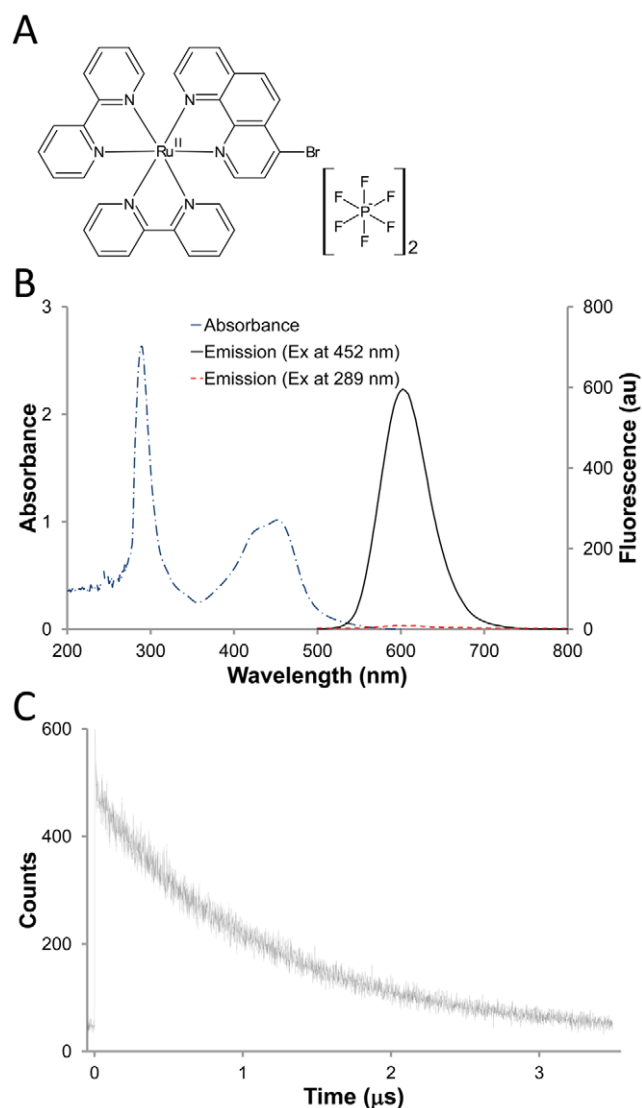 A
N
N
N
N
Ru
II
N
N
Br
F
F
F
P
-
F
F
F
2
B
3
800
Absorbance
Emission (Ex at 452 nm)
Emission (Ex at 289 nm)
600
2
400
1
200
0
0
200 300 400 500 600 700 800
Absorbance
Fluorescence (au)
Wavelength (nm)
C
600
400
200
0
0 1 2 3
Counts
Time (μs)